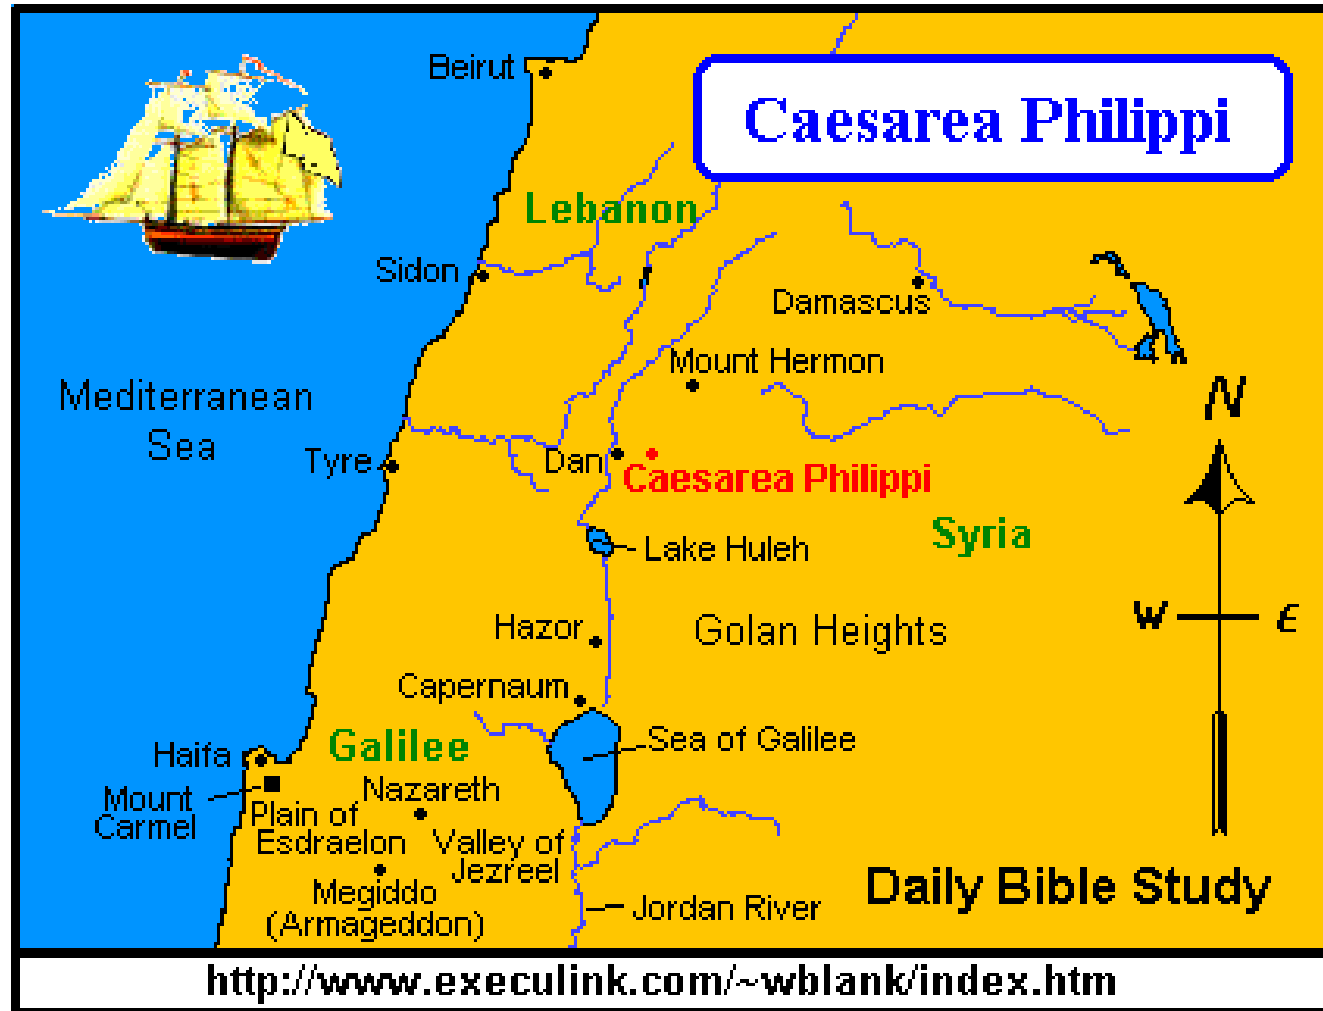 Beirut
Caesarea Philippi
Lebanon
Sidon
Damascus
Mount Hermon
Mediterranean
Sea
N
Tyre
Dan
Caesarea Philippi
Syria
Lake Huleh
Hazor
Golan Heights
W
E
Capernaum
Galilee
Sea of Galilee
Haifa
Mount
Carmel
Nazareth
Plain of
Esdraelon
Valley of
Jezreel
Megiddo
(Armageddon)
Jordan River
Daily Bible Study
http://www.execulink.com/~wblank/index.htm